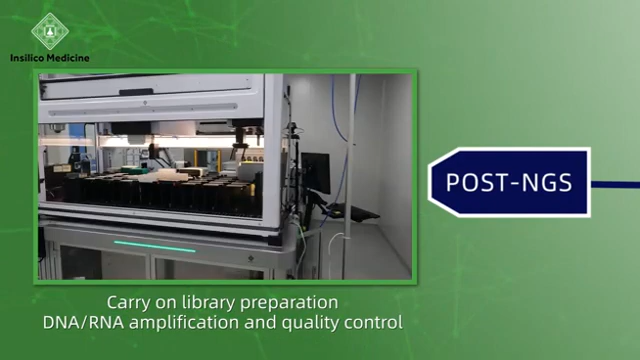 Insilico Medicine
POST-NGS
Carry on library preparation
DNA/RNA amplification and quality control